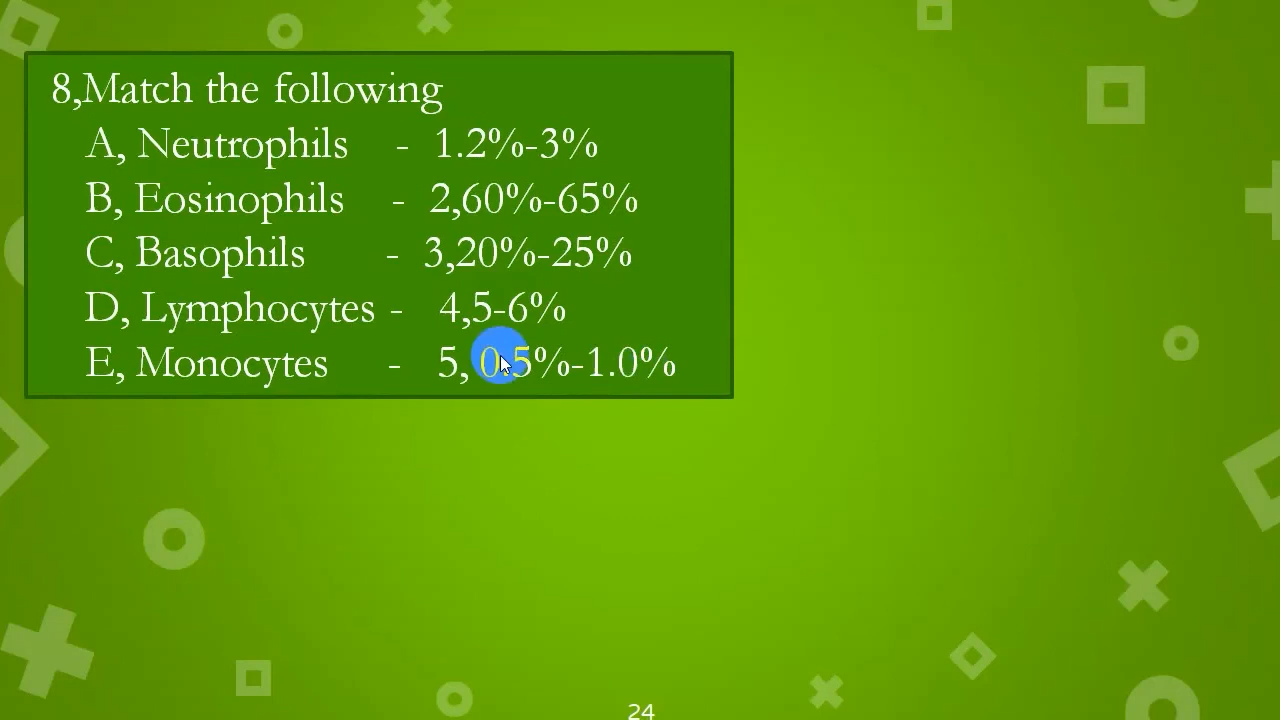 8,Match the following
A, Neutrophils - 1.2%-3%
B, Eosinophils - 2,60%-65%
C, Basophils - 3,20%-25%
D, Lymphocytes - 4,5-6%
E, Monocytes - 5, 0.5%-1.0%
24